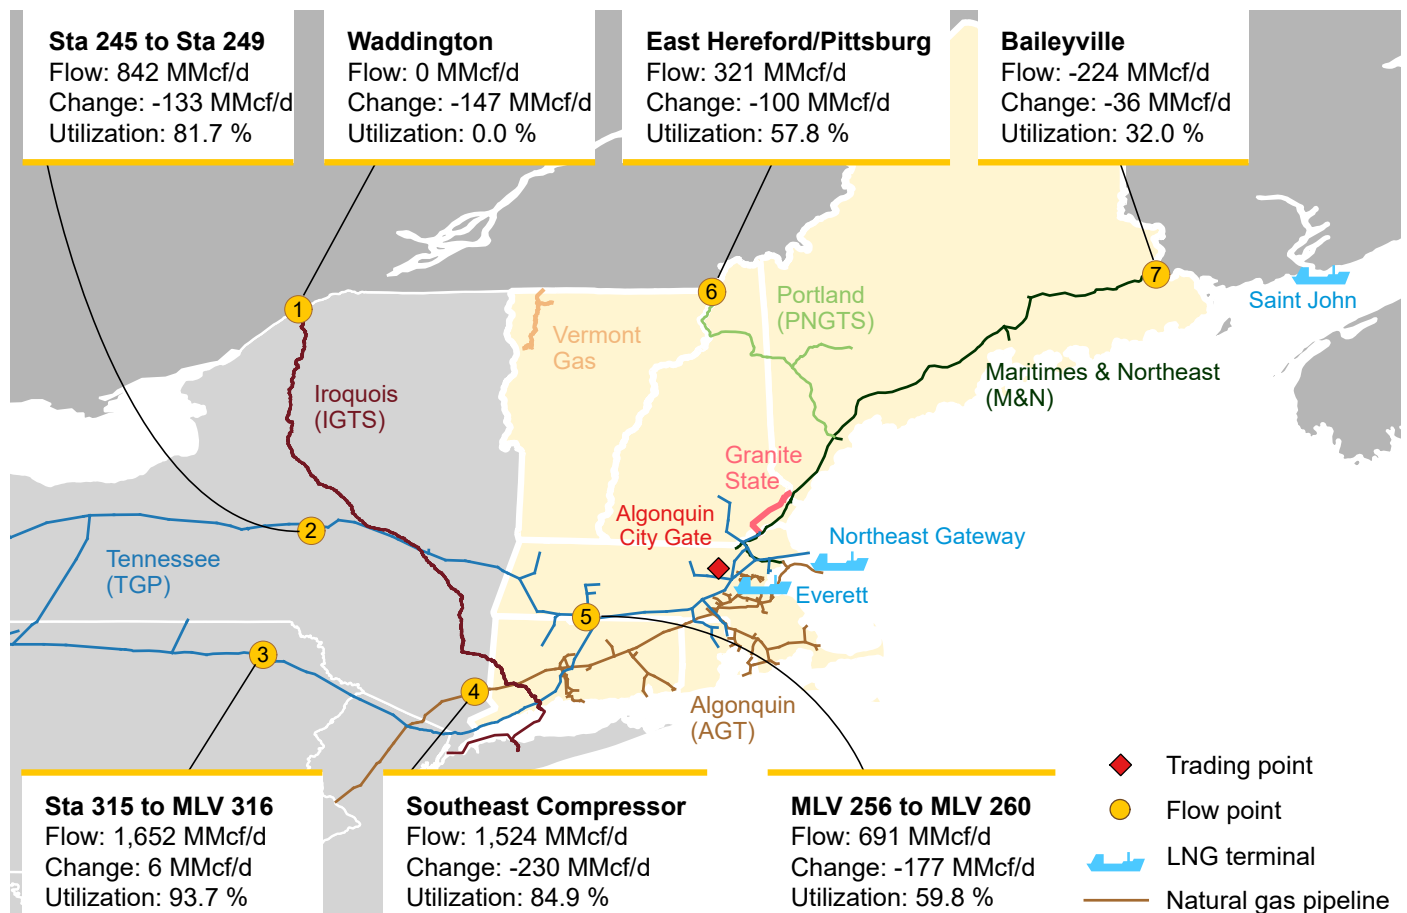 Sta 245 to Sta 249
Flow: 842 MMcf/d
Change: -133 MMcf/d
Utilization: 81.7 %
Waddington
Flow: 0 MMcf/d
Change: -147 MMcf/d
Utilization: 0.0 %
East Hereford/Pittsburg
Flow: 321 MMcf/d
Change: -100 MMcf/d
Utilization: 57.8 %
Baileyville
Flow: -224 MMcf/d
Change: -36 MMcf/d
Utilization: 32.0 %
7
6
1
Saint John
Portland
(PNGTS)
Vermont
Gas
Maritimes & Northeast
(M&N)
Iroquois
(IGTS)
Granite
State
Algonquin
City Gate
2
Northeast Gateway
Tennessee
(TGP)
Everett
5
3
4
Algonquin
(AGT)
Sta 315 to MLV 316
Flow: 1,652 MMcf/d
Change: 6 MMcf/d
Utilization: 93.7 %
Southeast Compressor
Flow: 1,524 MMcf/d
Change: -230 MMcf/d
Utilization: 84.9 %
MLV 256 to MLV 260
Flow: 691 MMcf/d
Change: -177 MMcf/d
Utilization: 59.8 %
Trading point
Flow point
LNG terminal
Natural gas pipeline